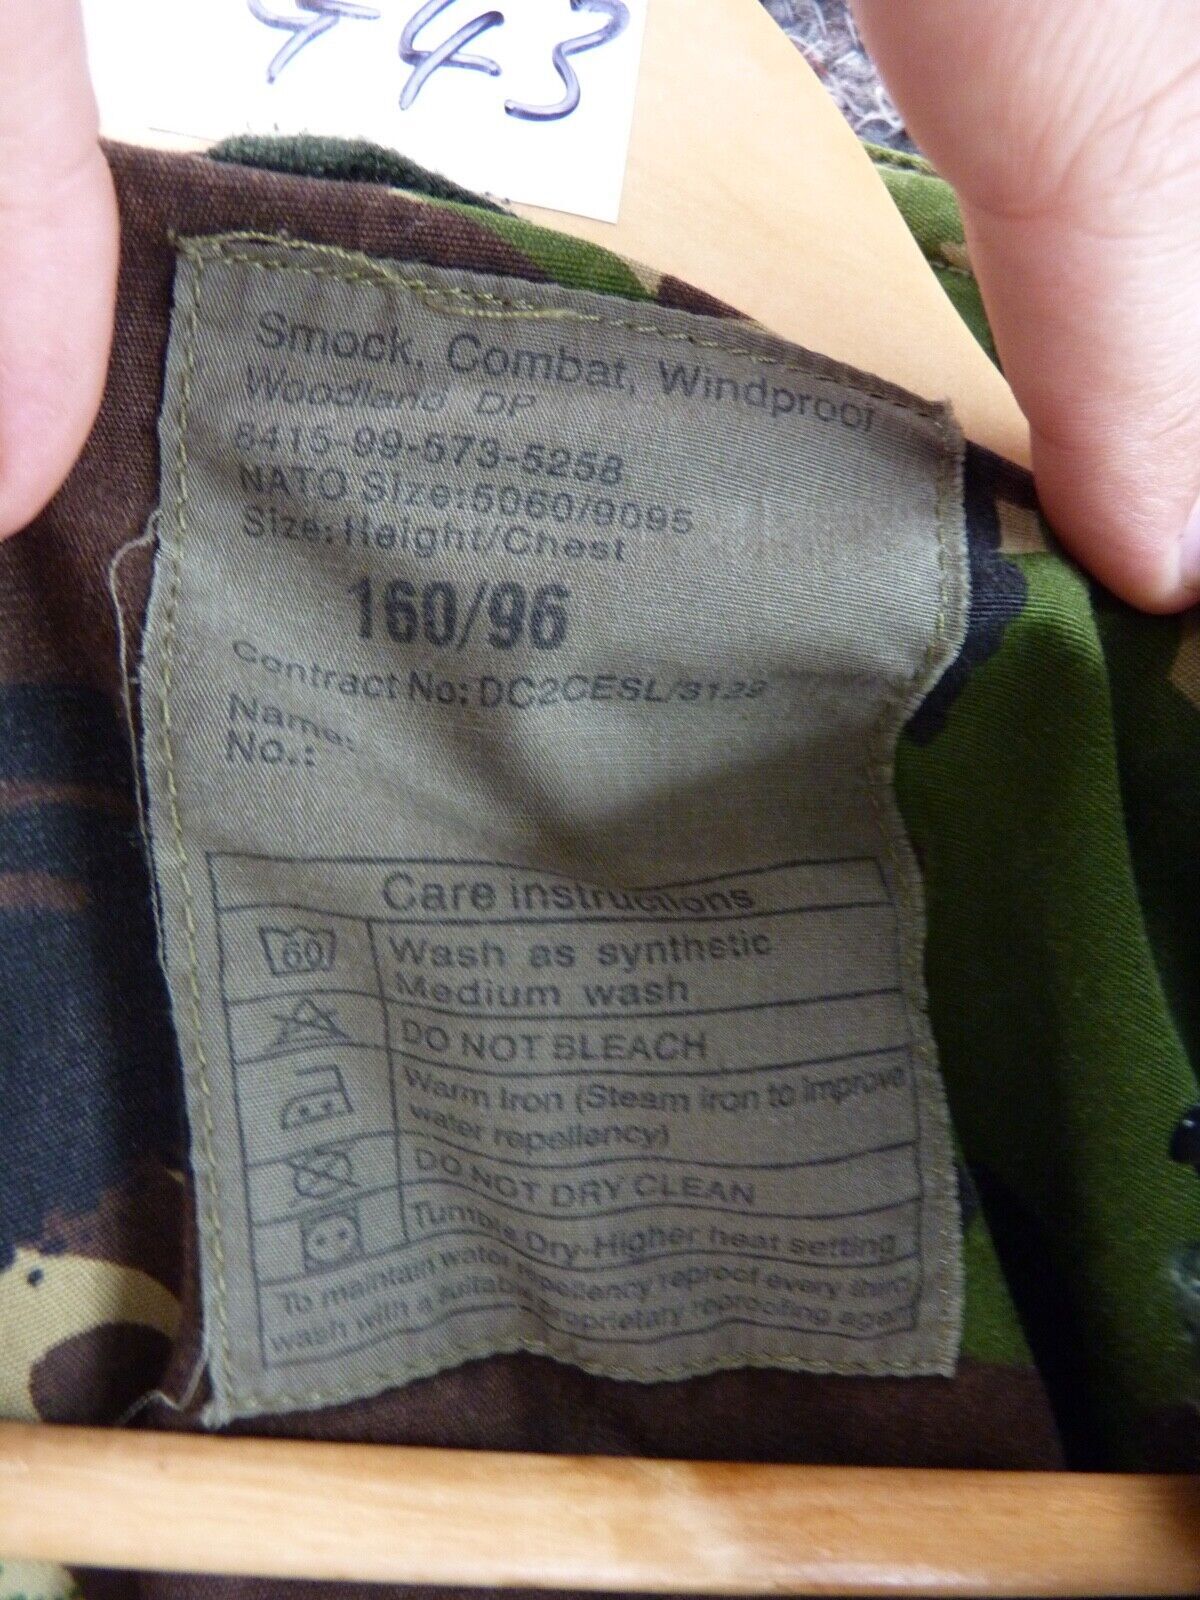 943
Smock, Combat, Windproof
Woodland DP
8415-99-573-5258
NATO Size:5060/9095
Size: Height/Chest
160/96
Contract No: DC2CESL/3129
Name:
No.:
Care instructions
60
Wash as synthetic
Medium wash
DO NOT BLEACH
Warm Iron (Steam iron to improve
water repellency)
DO NOT DRY CLEAN
Tumble Dry-Higher heat setting
To maintain water repellency reproof every third
wash with a suitable proprietary reproofing agent